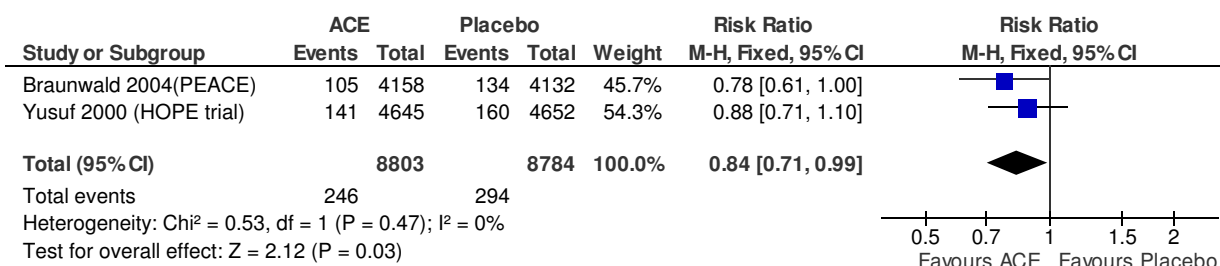 ACE Placebo Risk Ratio Risk Ratio
Study or Subgroup Events Total Events Total Weight M-H, Fixed, 95% CI M-H, Fixed, 95% CI
Braunwald 2004(PEACE) 105 4158 134 4132 45.7% 0.78 [0.61, 1.00]
Yusuf 2000 (HOPE trial) 141 4645 160 4652 54.3% 0.88 [0.71, 1.10]
Total (95% CI) 8803 8784 100.0% 0.84 [0.71, 0.99]
Total events 246 294
Heterogeneity: Chi² = 0.53, df = 1 (P = 0.47); I² = 0%
Test for overall effect: Z = 2.12 (P = 0.03)
0.5 0.7 1 1.5 2
Favours ACE Favours Placebo